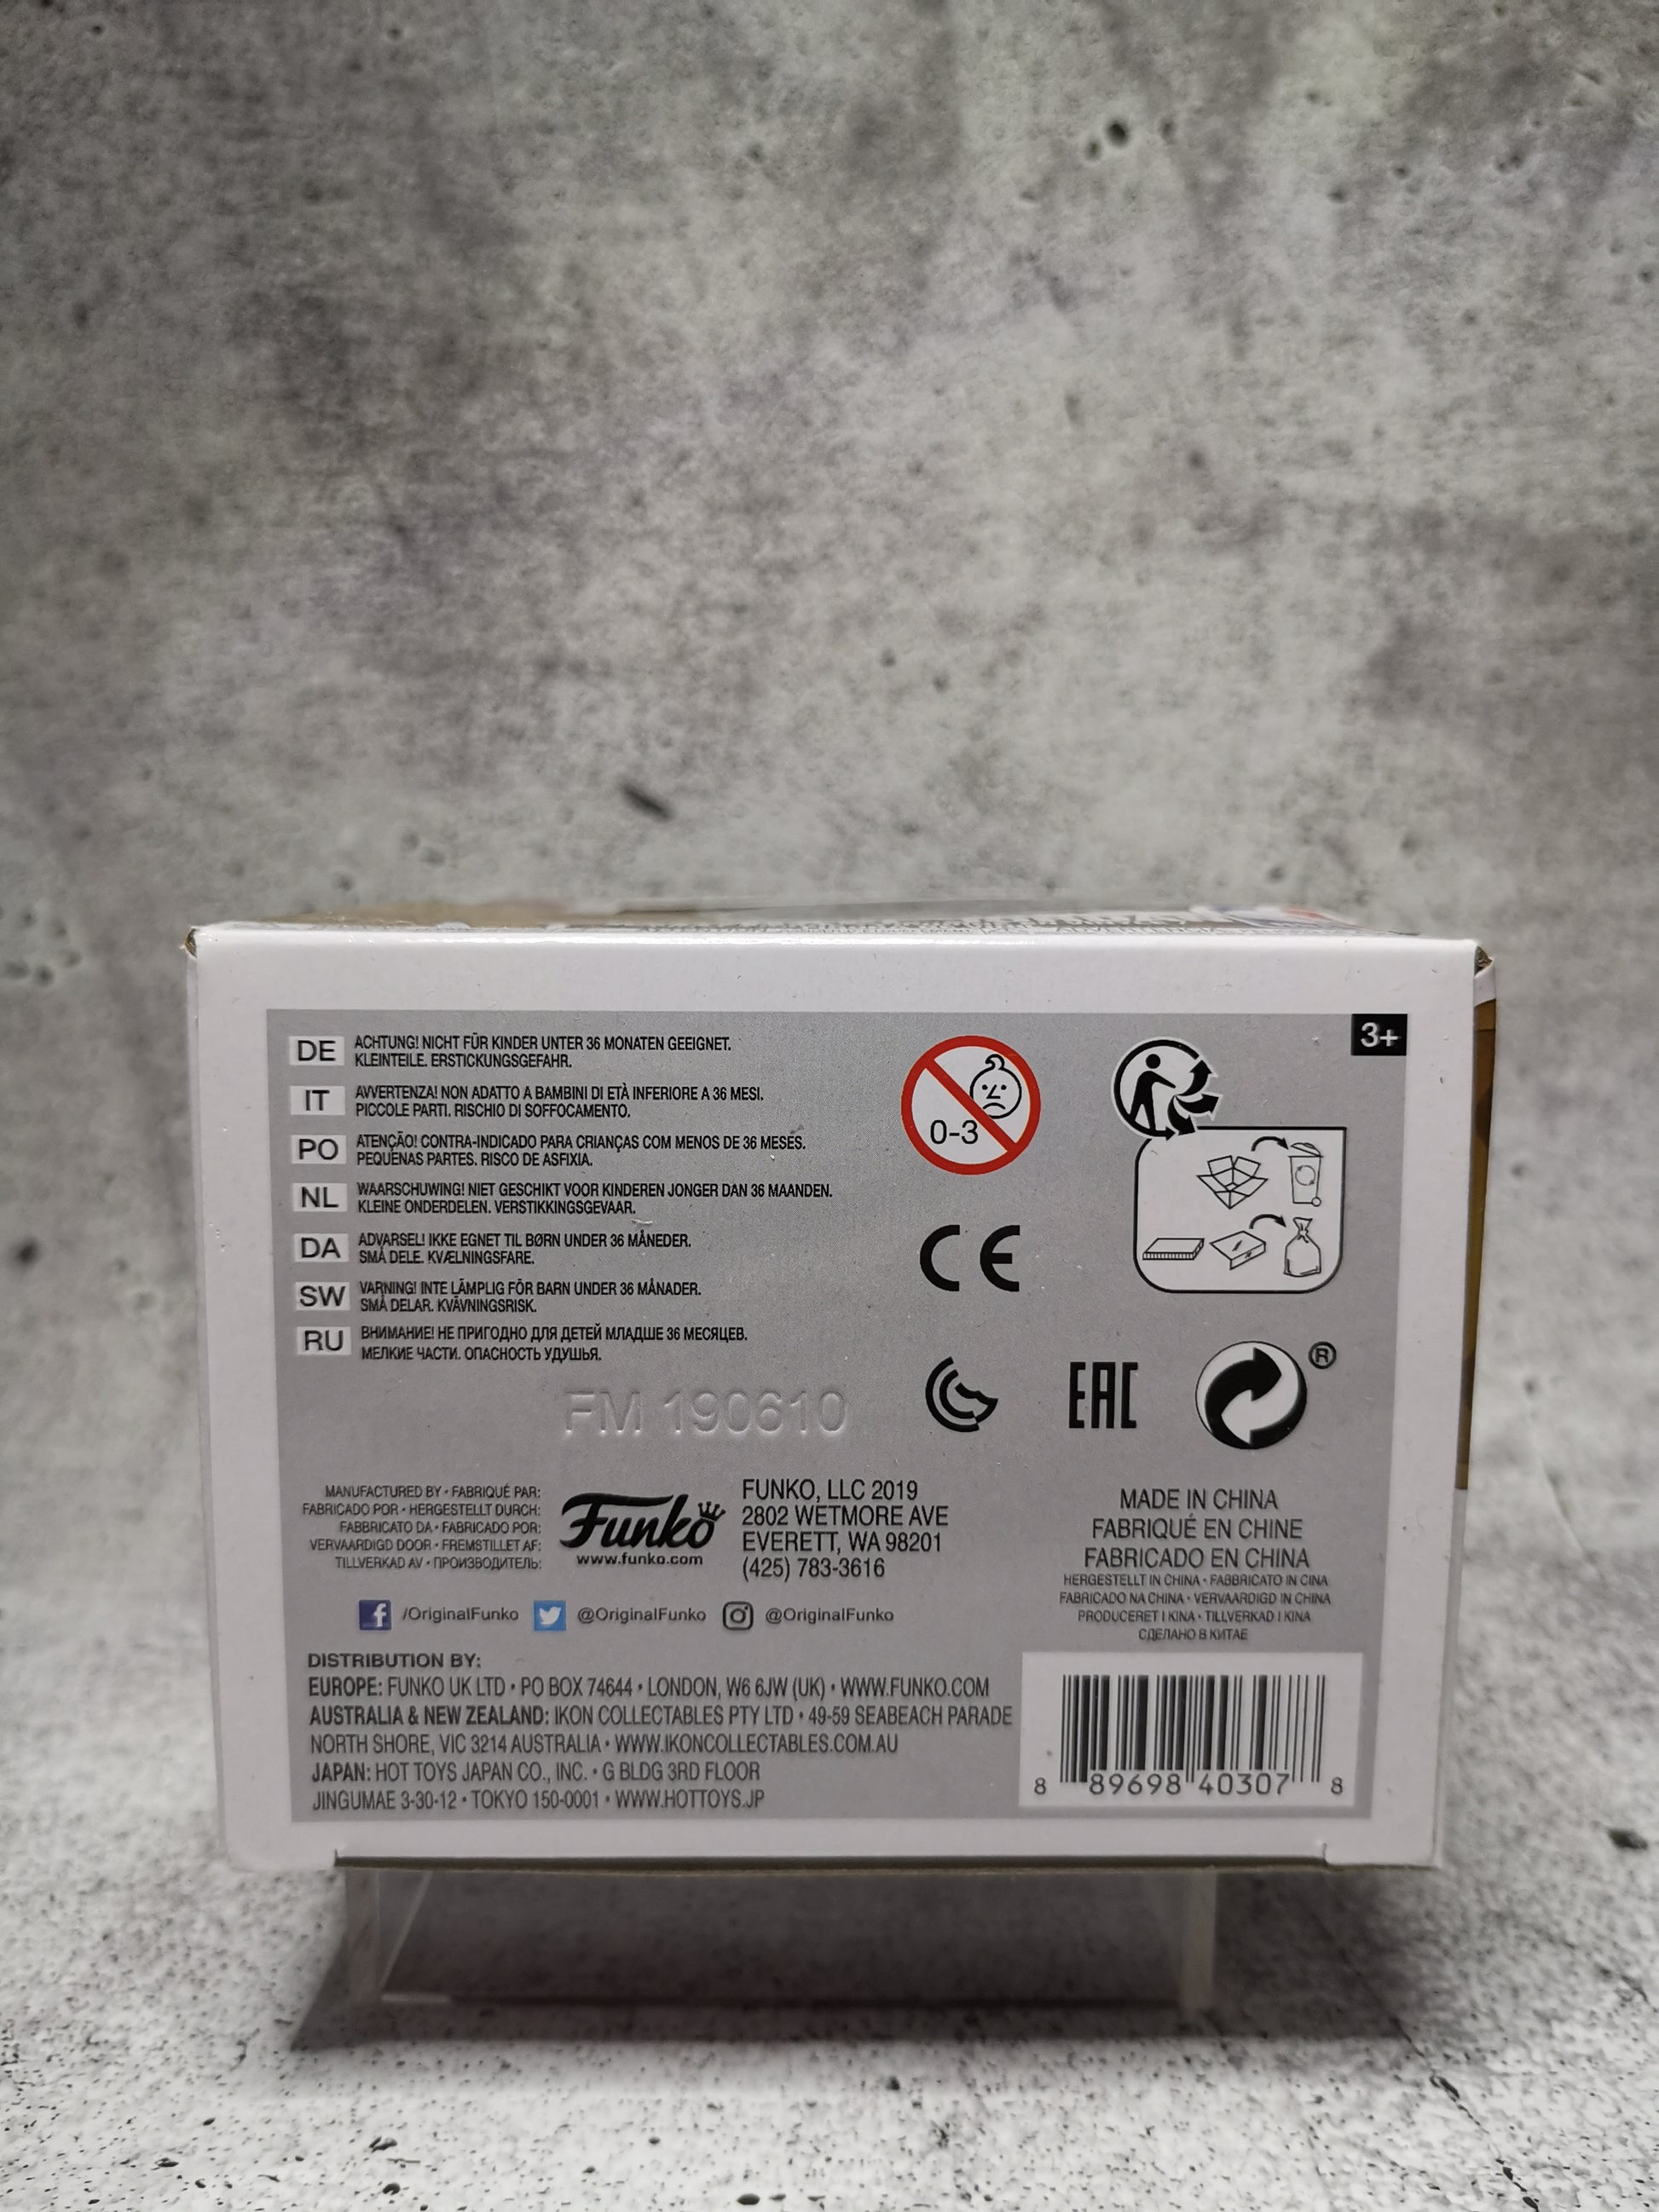 3+
DE ACHTUNG! NICHT FÜR KINDER UNTER 36 MONATEN GEEIGNET.
KLEINTEILE. ERSTICKUNGSGEFAHR.
IT AVVERTENZA! NON ADATTO A BAMBINI DI ETÀ INFERIORE A 36 MESI.
PICCOLE PARTI. RISCHIO DI SOFFOCAMENTO.
PO ATENÇÃO! CONTRA-INDICADO PARA CRIANÇAS COM MENOS DE 36 MESES.
PEQUENAS PARTES. RISCO DE ASFIXIA.
NL WAARSCHUWING! NIET GESCHIKT VOOR KINDEREN JONGER DAN 36 MAANDEN.
KLEINE ONDERDELEN. VERSTIKKINGSGEVAAR.
DA ADVARSEL! IKKE EGNET TIL BØRN UNDER 36 MÅNEDER.
SMÅ DELE. KVÆLNINGSFARE.
SW VARNING! INTE LÄMPLIG FÖR BARN UNDER 36 MÅNADER.
SMÅ DELAR. KVÄVNINGSRISK.
RU ВНИМАНИЕ! НЕ ПРИГОДНО ДЛЯ ДЕТЕЙ МЛАДШЕ 36 МЕСЯЦЕВ.
МЕЛКИЕ ЧАСТИ. ОПАСНОСТЬ УДУШЬЯ.
0-3
CE
EAC
®
FM 190610
MANUFACTURED BY • FABRIQUÉ PAR:
FABRICADO POR • HERGESTELLT DURCH:
FABBRICATO DA • FABRICADO POR:
VERVAARDIGD DOOR • FREMSTILLET AF:
TILLVERKAD AV • ПРОИЗВОДИТЕЛЬ:
Funko
www.funko.com
FUNKO, LLC 2019
2802 WETMORE AVE
EVERETT, WA 98201
(425) 783-3616
MADE IN CHINA
FABRIQUÉ EN CHINE
FABRICADO EN CHINA
HERGESTELLT IN CHINA • FABBRICATO IN CINA
FABRICADO NA CHINA • VERVAARDIGD IN CHINA
PRODUCERET I KINA • TILLVERKAD I KINA
СДЕЛАНО В КИТАЕ
/OriginalFunko @OriginalFunko @OriginalFunko
DISTRIBUTION BY:
EUROPE: FUNKO UK LTD • PO BOX 74644 • LONDON, W6 6JW (UK) • WWW.FUNKO.COM
AUSTRALIA & NEW ZEALAND: IKON COLLECTABLES PTY LTD • 49-59 SEABEACH PARADE
NORTH SHORE, VIC 3214 AUSTRALIA • WWW.IKONCOLLECTABLES.COM.AU
JAPAN: HOT TOYS JAPAN CO., INC. • G BLDG 3RD FLOOR
JINGUMAE 3-30-12 • TOKYO 150-0001 • WWW.HOTTOYS.JP
8 89698 40307 8